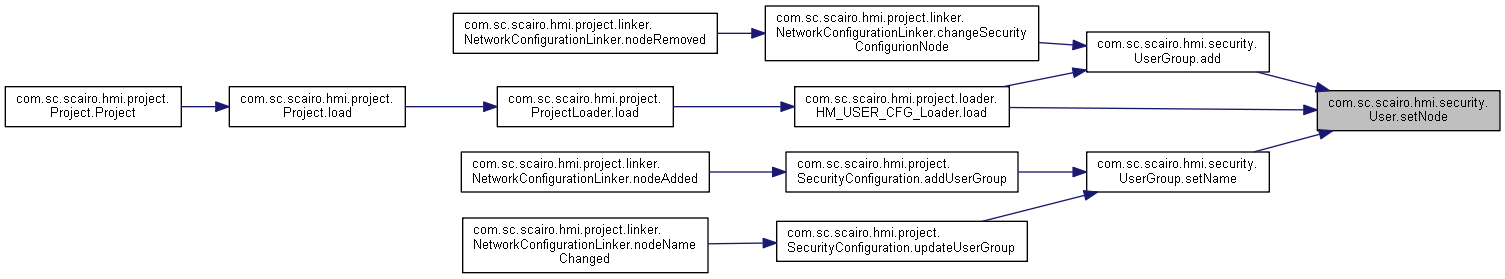 com.sc.scairo.hmi.project.linker.
NetworkConfigurationLinker.nodeRemoved
com.sc.scairo.hmi.project.linker.
NetworkConfigurationLinker.changeSecurity
ConfigurionNode
com.sc.scairo.hmi.security.
UserGroup.add
com.sc.scairo.hmi.project.
Project.Project
com.sc.scairo.hmi.project.
Project.load
com.sc.scairo.hmi.project.
ProjectLoader.load
com.sc.scairo.hmi.project.loader.
HM_USER_CFG_Loader.load
com.sc.scairo.hmi.security.
User.setNode
com.sc.scairo.hmi.project.linker.
NetworkConfigurationLinker.nodeAdded
com.sc.scairo.hmi.project.
SecurityConfiguration.addUserGroup
com.sc.scairo.hmi.security.
UserGroup.setName
com.sc.scairo.hmi.project.linker.
NetworkConfigurationLinker.nodeName
Changed
com.sc.scairo.hmi.project.
SecurityConfiguration.updateUserGroup